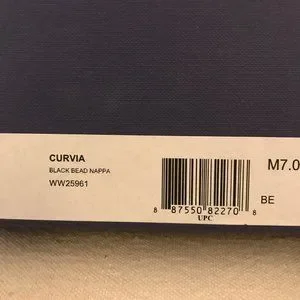 CURVIA
BLACK BEAD NAPPA
WW25961
M7.0
BE
8 87550 82270 8
UPC